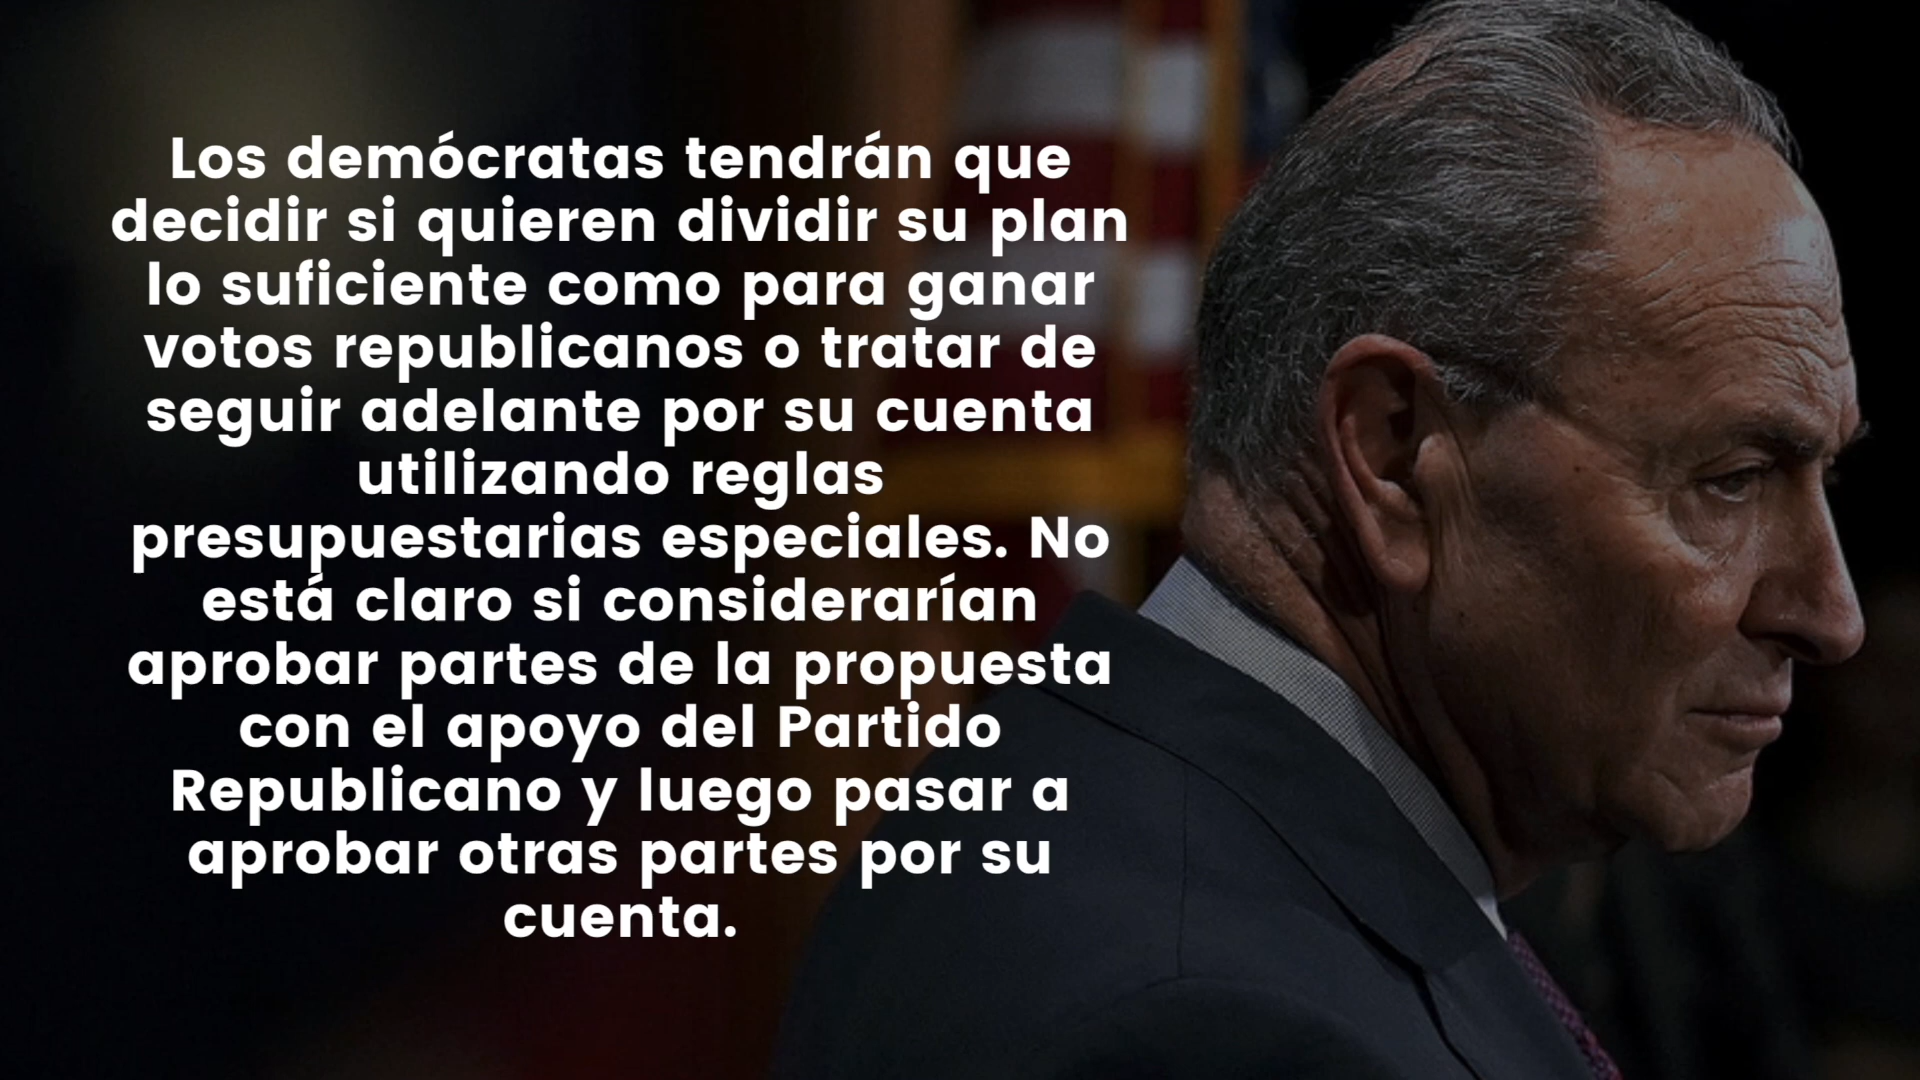 Los demócratas tendrán que
decidir si quieren dividir su plan
lo suficiente como para ganar
votos republicanos o tratar de
seguir adelante por su cuenta
utilizando reglas
presupuestarias especiales. No
está claro si considerarían
aprobar partes de la propuesta
con el apoyo del Partido
Republicano y luego pasar a
aprobar otras partes por su
cuenta.